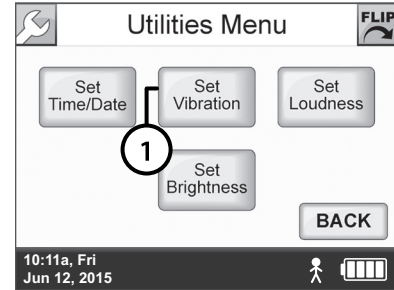 Utilities Menu
FLIP
Set
Time/Date
Set
Vibration
Set
Loudness
1
Set
Brightness
BACK
10:11a, Fri
Jun 12, 2015